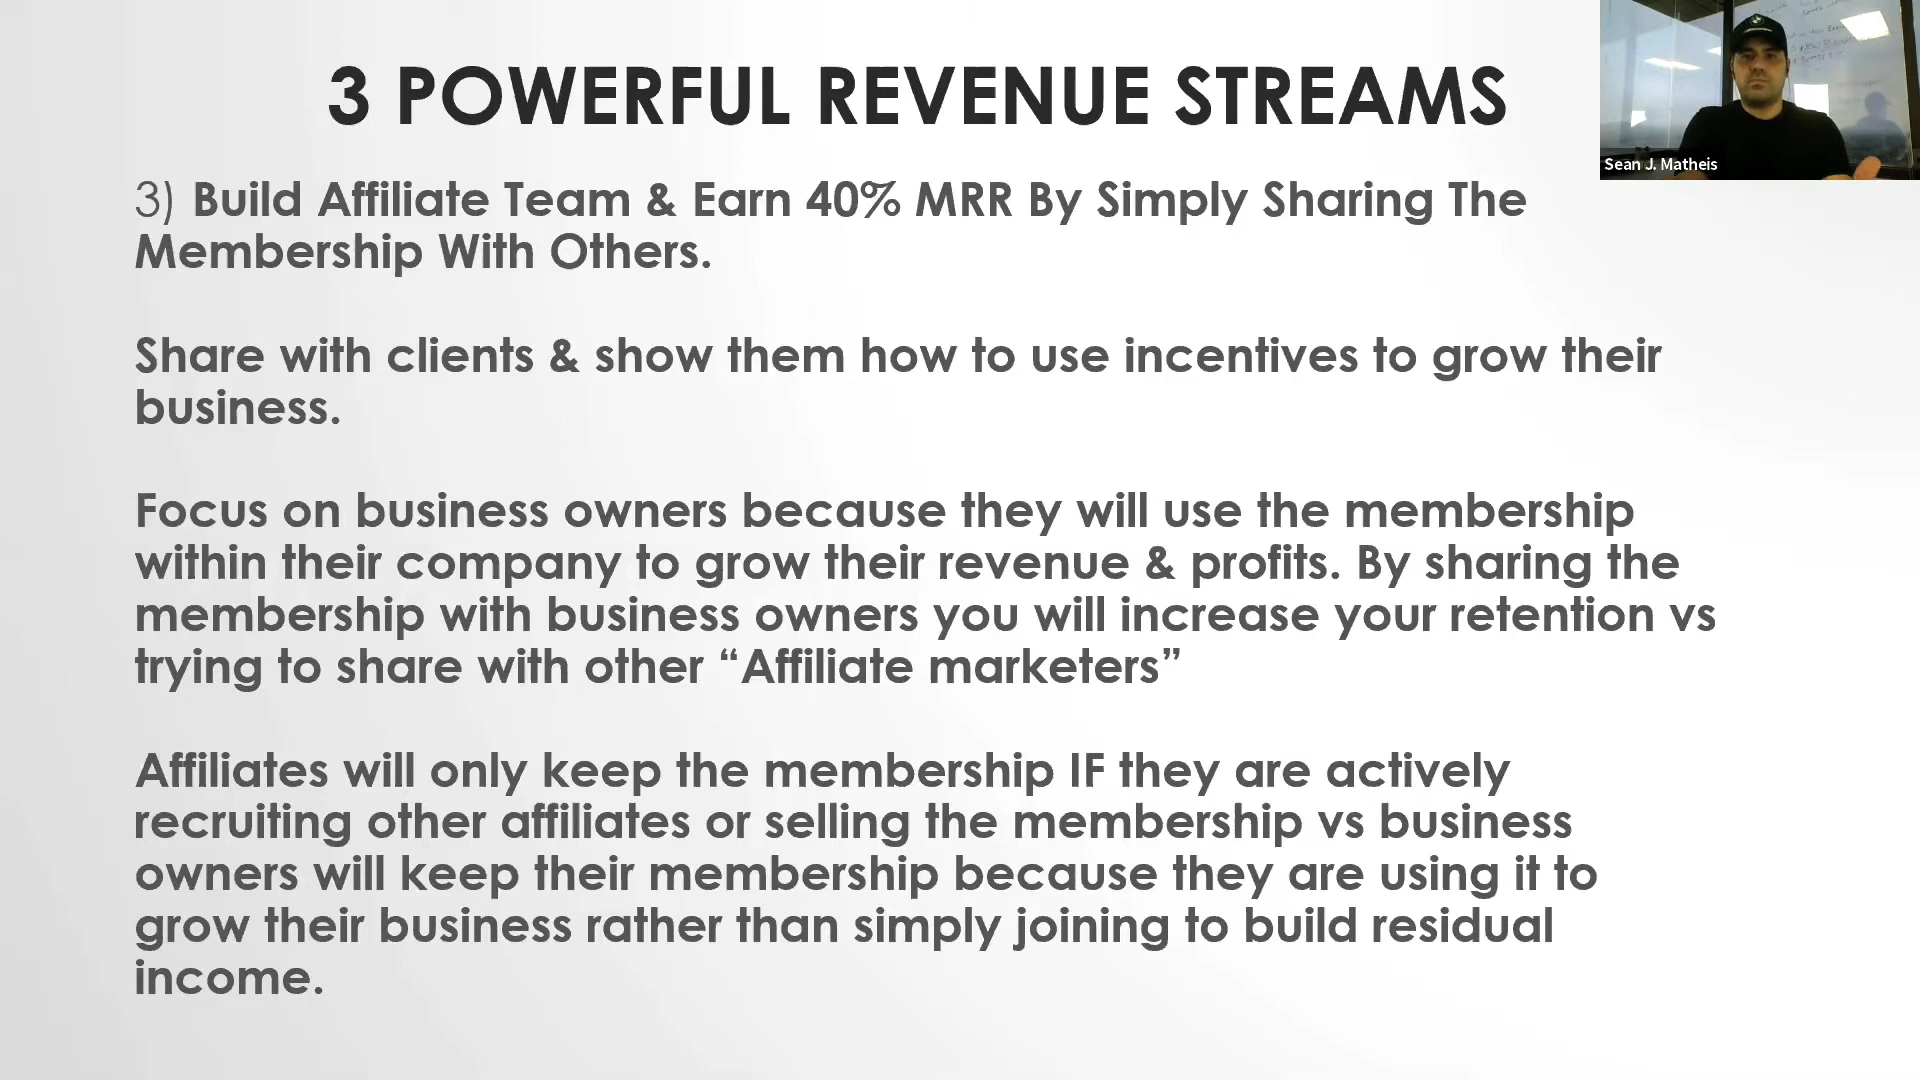 3 POWERFUL REVENUE STREAMS
Sean J. Matheis
3) Build Affiliate Team & Earn 40% MRR By Simply Sharing The
Membership With Others.
Share with clients & show them how to use incentives to grow their
business.
Focus on business owners because they will use the membership
within their company to grow their revenue & profits. By sharing the
membership with business owners you will increase your retention vs
trying to share with other “Affiliate marketers”
Affiliates will only keep the membership IF they are actively
recruiting other affiliates or selling the membership vs business
owners will keep their membership because they are using it to
grow their business rather than simply joining to build residual
income.